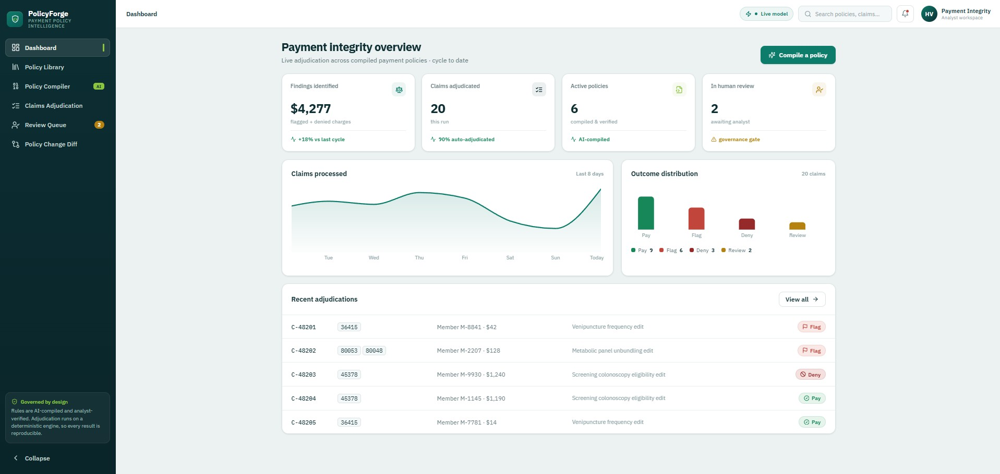 PolicyForge
PAYMENT POLICY
INTELLIGENCE
Dashboard
Policy Library
Policy Compiler AI
Claims Adjudication
Review Queue 2
Policy Change Diff
Governed by design
Rules are AI-compiled and analyst-
verified. Adjudication runs on a
deterministic engine, so every result is
reproducible.
Collapse
Dashboard
Live model
Search policies, claims...
HV
Payment Integrity
Analyst workspace
Payment integrity overview
Live adjudication across compiled payment policies · cycle to date
Compile a policy
Findings identified
$4,277
flagged + denied charges
+18% vs last cycle
Claims adjudicated
20
this run
90% auto-adjudicated
Active policies
6
compiled & verified
AI-compiled
In human review
2
awaiting analyst
governance gate
Claims processed
Last 8 days
Tue Wed Thu Fri Sat Sun Today
Outcome distribution
20 claims
Pay Flag Deny Review
Pay 9 Flag 6 Deny 3 Review 2
Recent adjudications
View all
C-48201 36415 Member M-8841 · $42 Venipuncture frequency edit Flag
C-48202 80053 80048 Member M-2207 · $128 Metabolic panel unbundling edit Flag
C-48203 45378 Member M-9930 · $1,240 Screening colonoscopy eligibility edit Deny
C-48204 45378 Member M-1145 · $1,190 Screening colonoscopy eligibility edit Pay
C-48205 36415 Member M-7781 · $14 Venipuncture frequency edit Pay